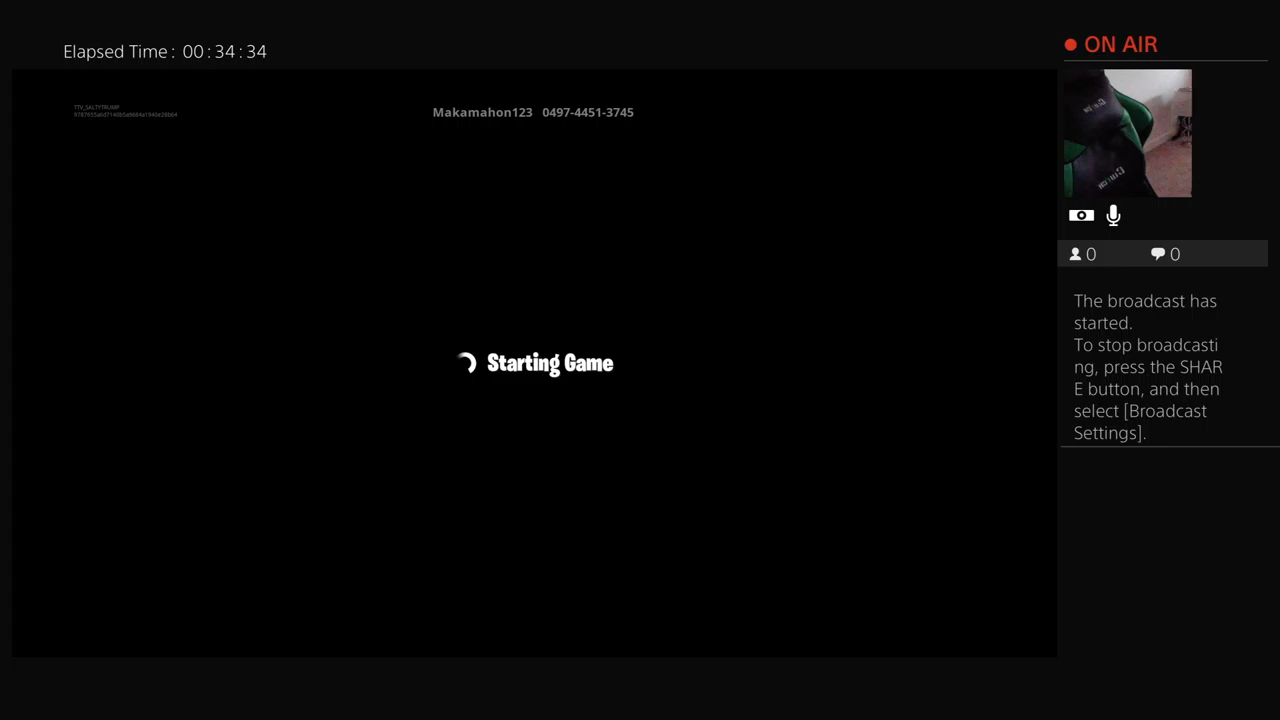 Elapsed Time: 00:34:34
ON AIR
TTV_SALTYTRUMP
Makamahon123 0497-4451-3745
0
0
The broadcast has
started.
To stop broadcasti
ng, press the SHAR
E button, and then
select [Broadcast
Settings].
Starting Game